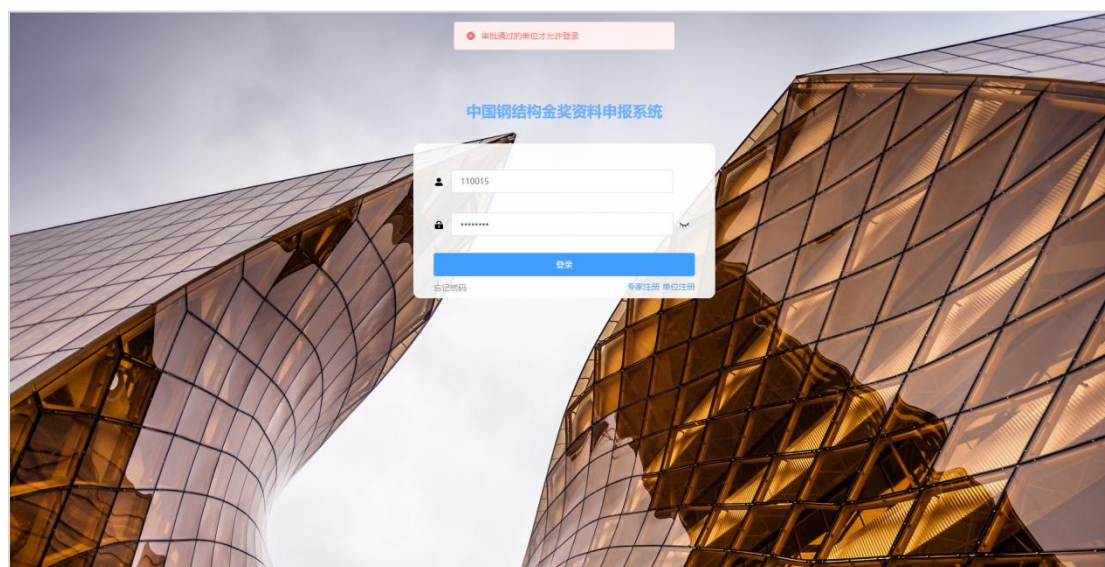 审批通过的单位才允许登录
中国钢结构金奖资料申报系统
110015
••••••••
登录
忘记密码 专家注册 单位注册